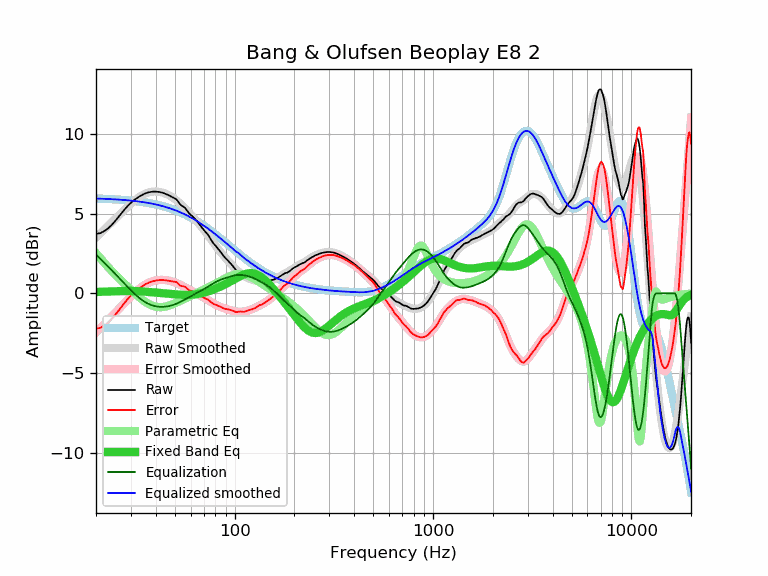 Bang & Olufsen Beoplay E8 2
Amplitude (dBr)
10
5
0
−5
−10
Target
Raw Smoothed
Error Smoothed
Raw
Error
Parametric Eq
Fixed Band Eq
Equalization
Equalized smoothed
100 1000 10000
Frequency (Hz)